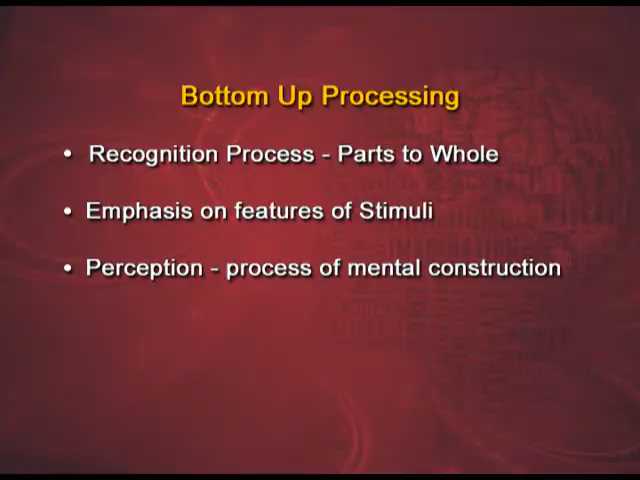 Bottom Up Processing
• Recognition Process - Parts to Whole
• Emphasis on features of Stimuli
• Perception - process of mental construction